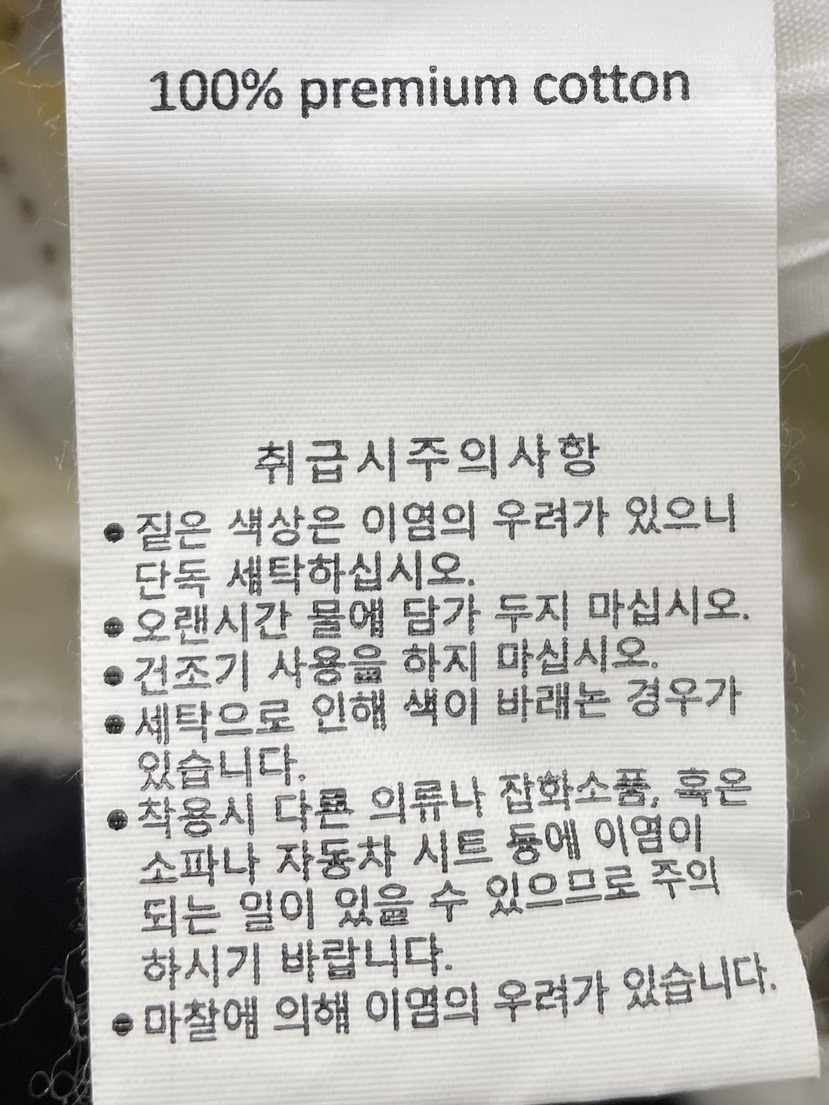 100% premium cotton
취급시주의사항
• 짙은 색상은 이염의 우려가 있으니
단독 세탁하십시오.
• 오랜시간 물에 담가 두지 마십시오.
• 건조기 사용을 하지 마십시오.
• 세탁으로 인해 색이 바래는 경우가
있습니다.
• 착용시 다른 의류나 잡화소품, 혹은
소파나 자동차 시트 등에 이염이
되는 일이 있을 수 있으므로 주의
하시기 바랍니다.
• 마찰에 의해 이염의 우려가 있습니다.